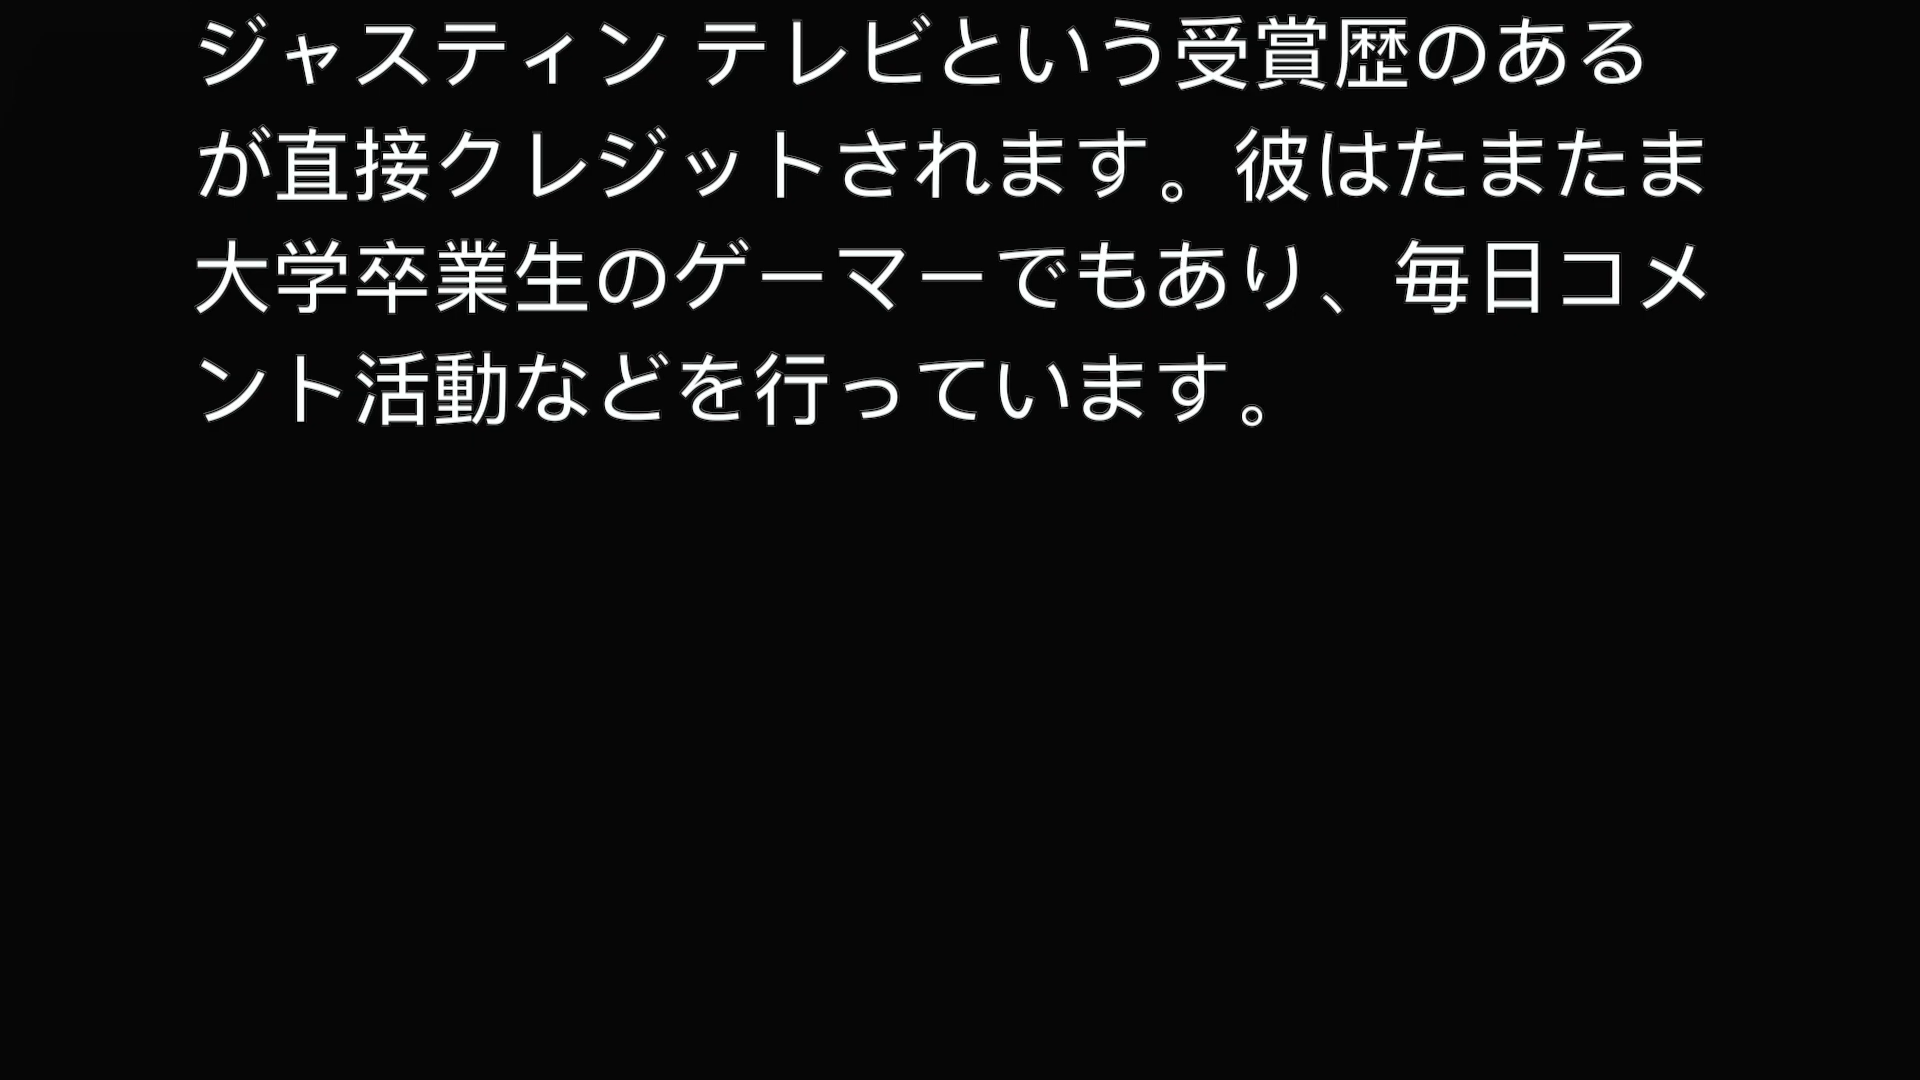 ジャスティン テレビという受賞歴のある
が直接クレジットされます。彼はたまたま
大学卒業生のゲーマーでもあり、毎日コメ
ント活動などを行っています。